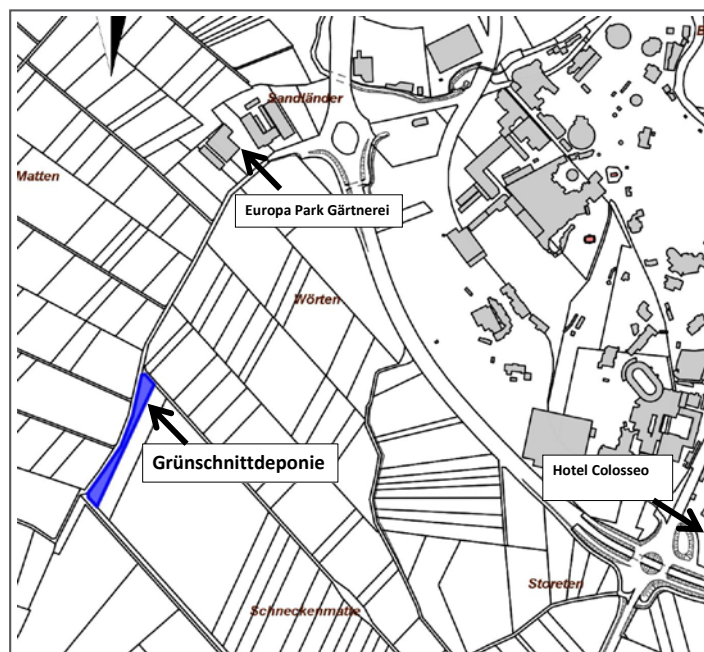 Sandländer
Matten
Europa Park Gärtnerei
Wörten
Grünschnittdeponie
Hotel Colosseo
Storeten
Schneckenmatte